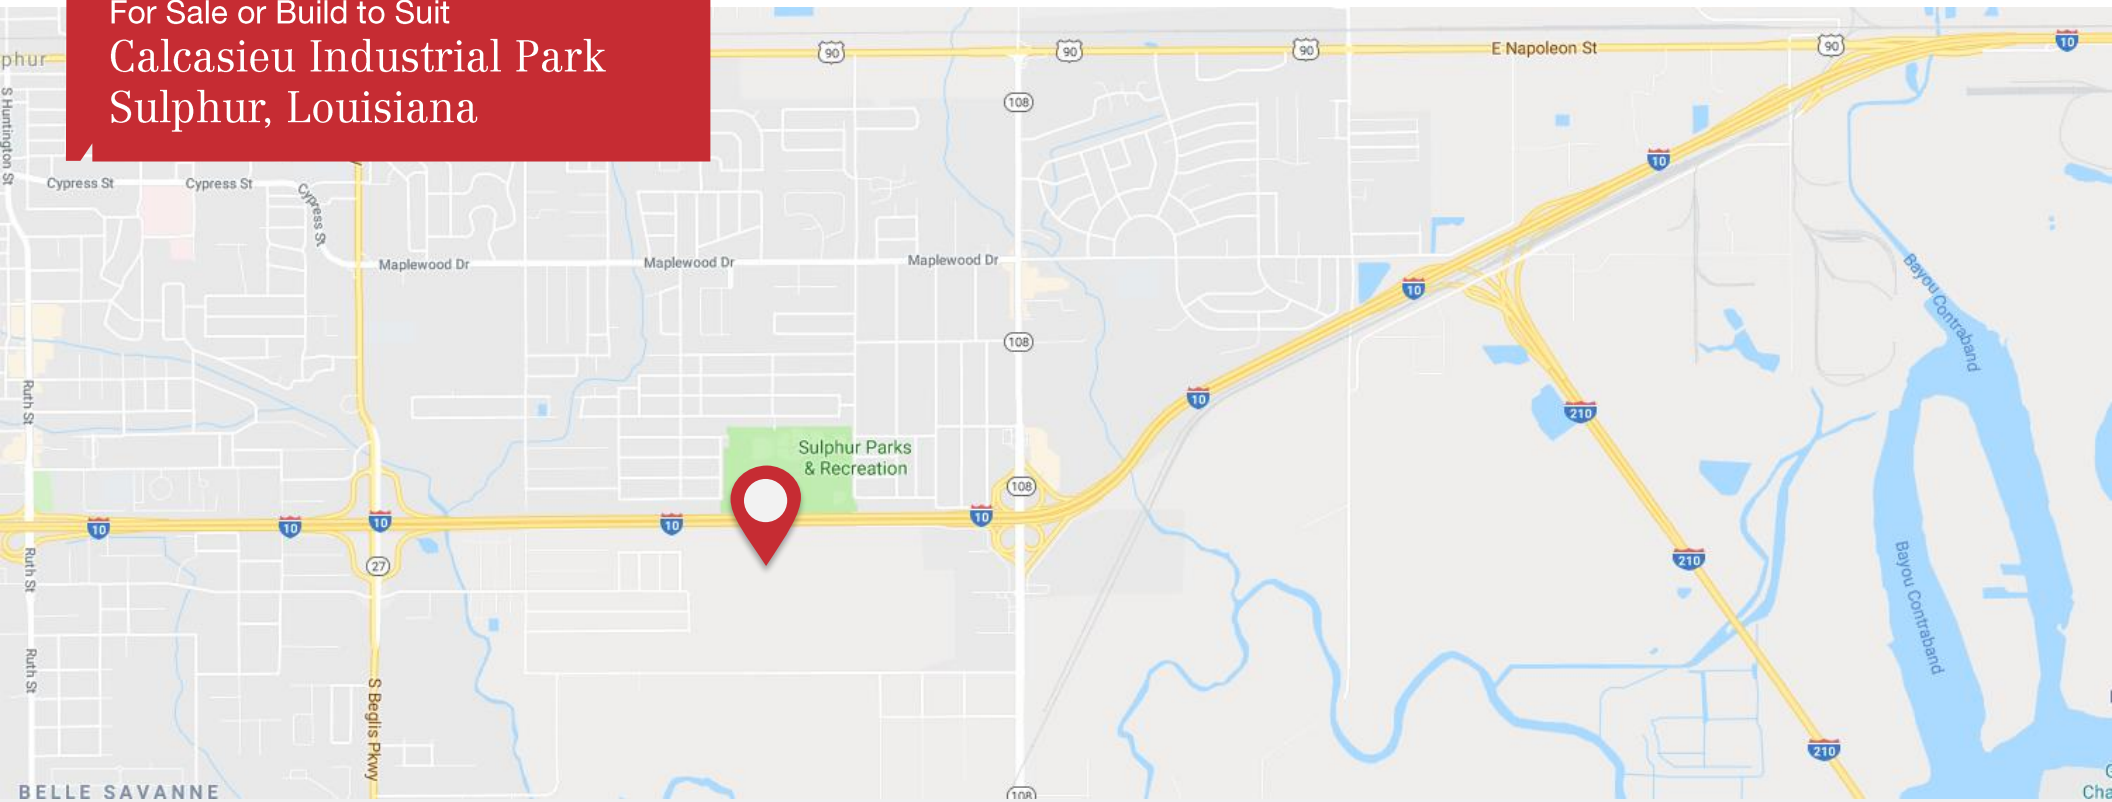 For Sale or Build to Suit
Calcasieu Industrial Park
Sulphur, Louisiana
phur
90
90
90
E Napoleon St
90
10
S Huntington St
108
10
Cypress St
Cypress St
Cypress St
Maplewood Dr
Maplewood Dr
Maplewood Dr
Bayou Contraband
10
108
Ruth St
10
210
Sulphur Parks
& Recreation
108
10
10
10
10
10
27
Ruth St
210
Bayou Contraband
Ruth St
S Beglis Pkwy
210
BELLE SAVANNE
108
Cha